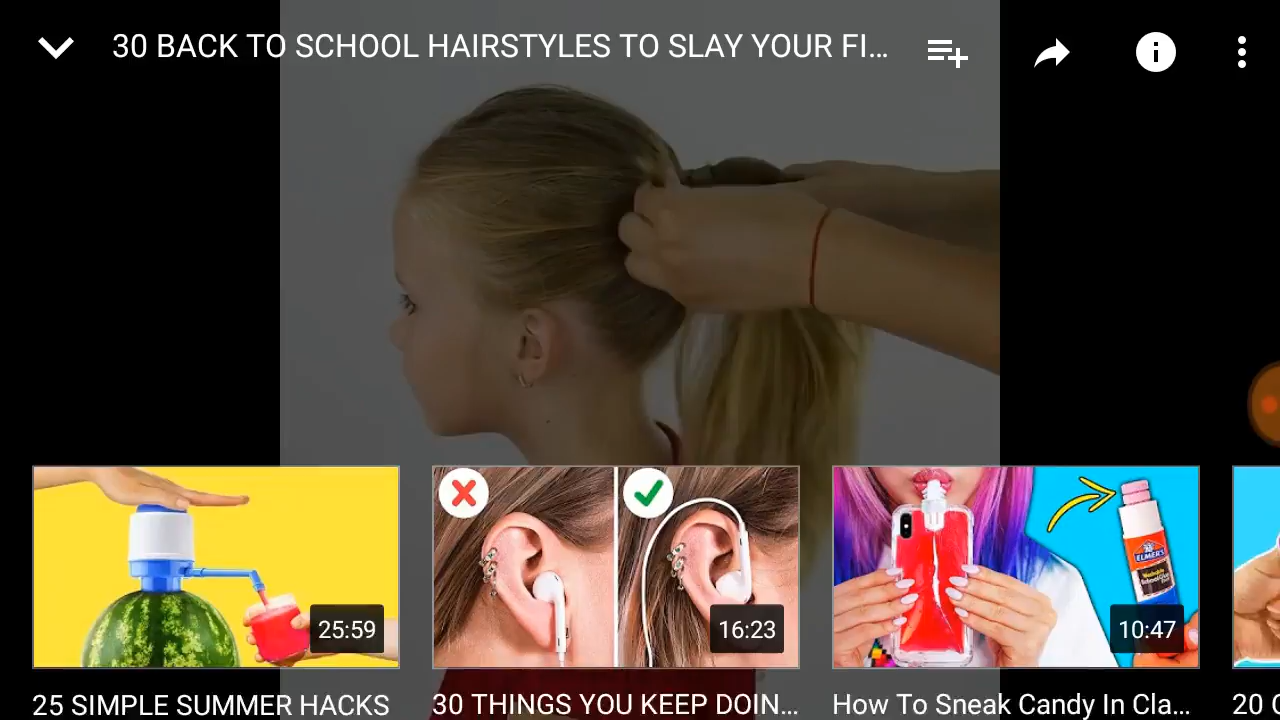 30 BACK TO SCHOOL HAIRSTYLES TO SLAY YOUR FI...
25:59
16:23
ELMER'S
10:47
25 SIMPLE SUMMER HACKS
30 THINGS YOU KEEP DOIN...
How To Sneak Candy In Cla...
20